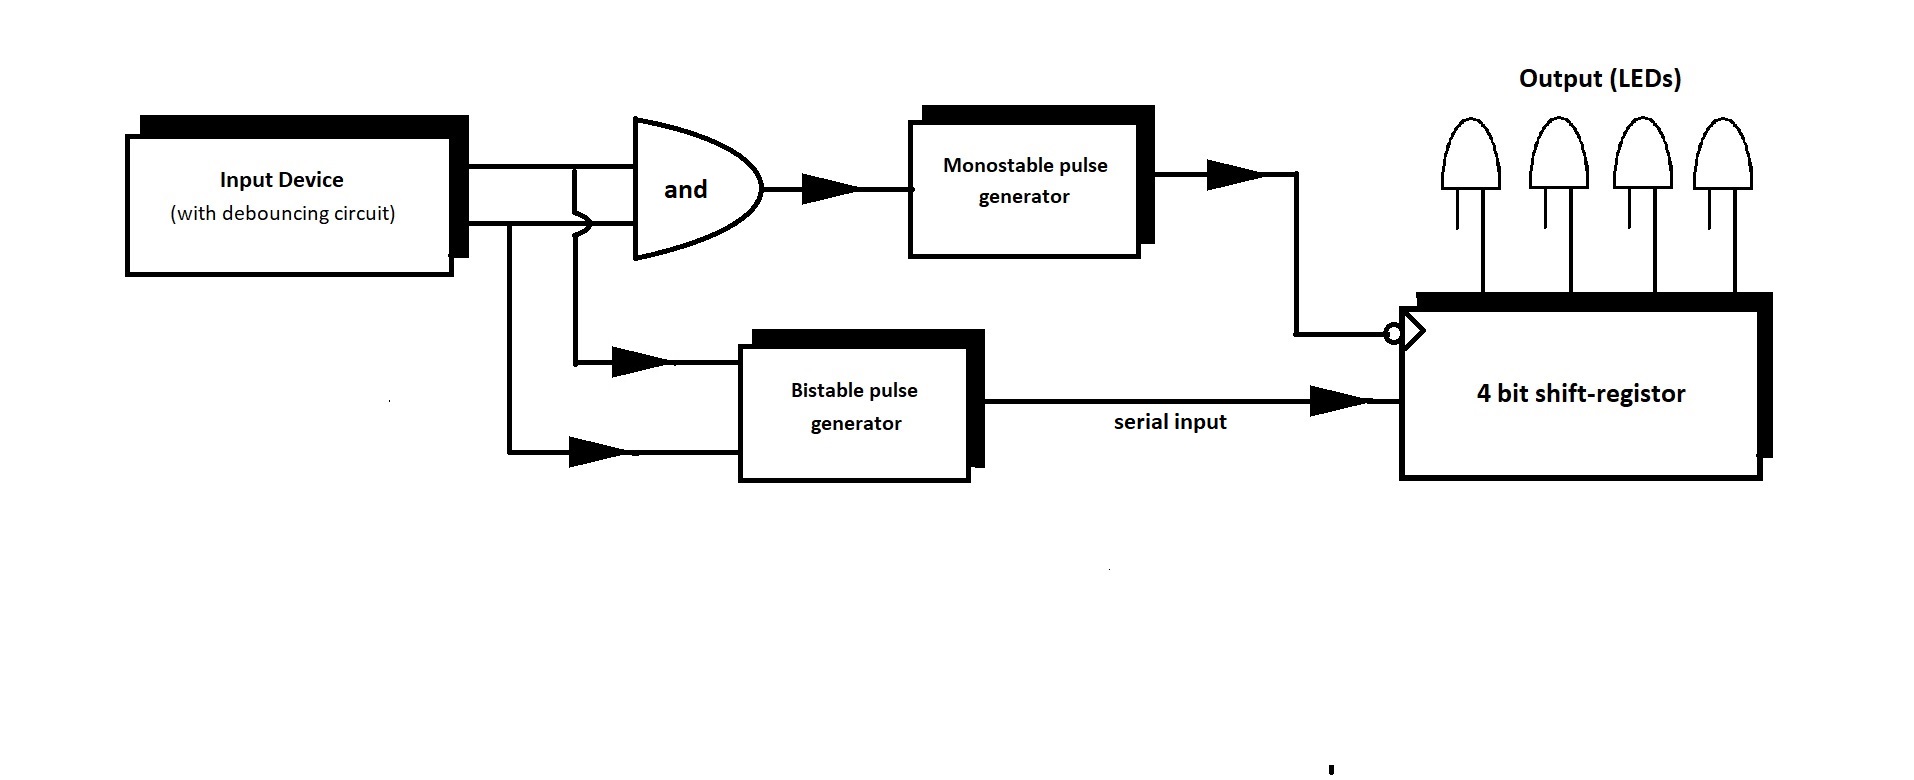 Output (LEDs)
Input Device
(with debouncing circuit)
and
Monostable pulse
generator
Bistable pulse
generator
serial input
4 bit shift-registor